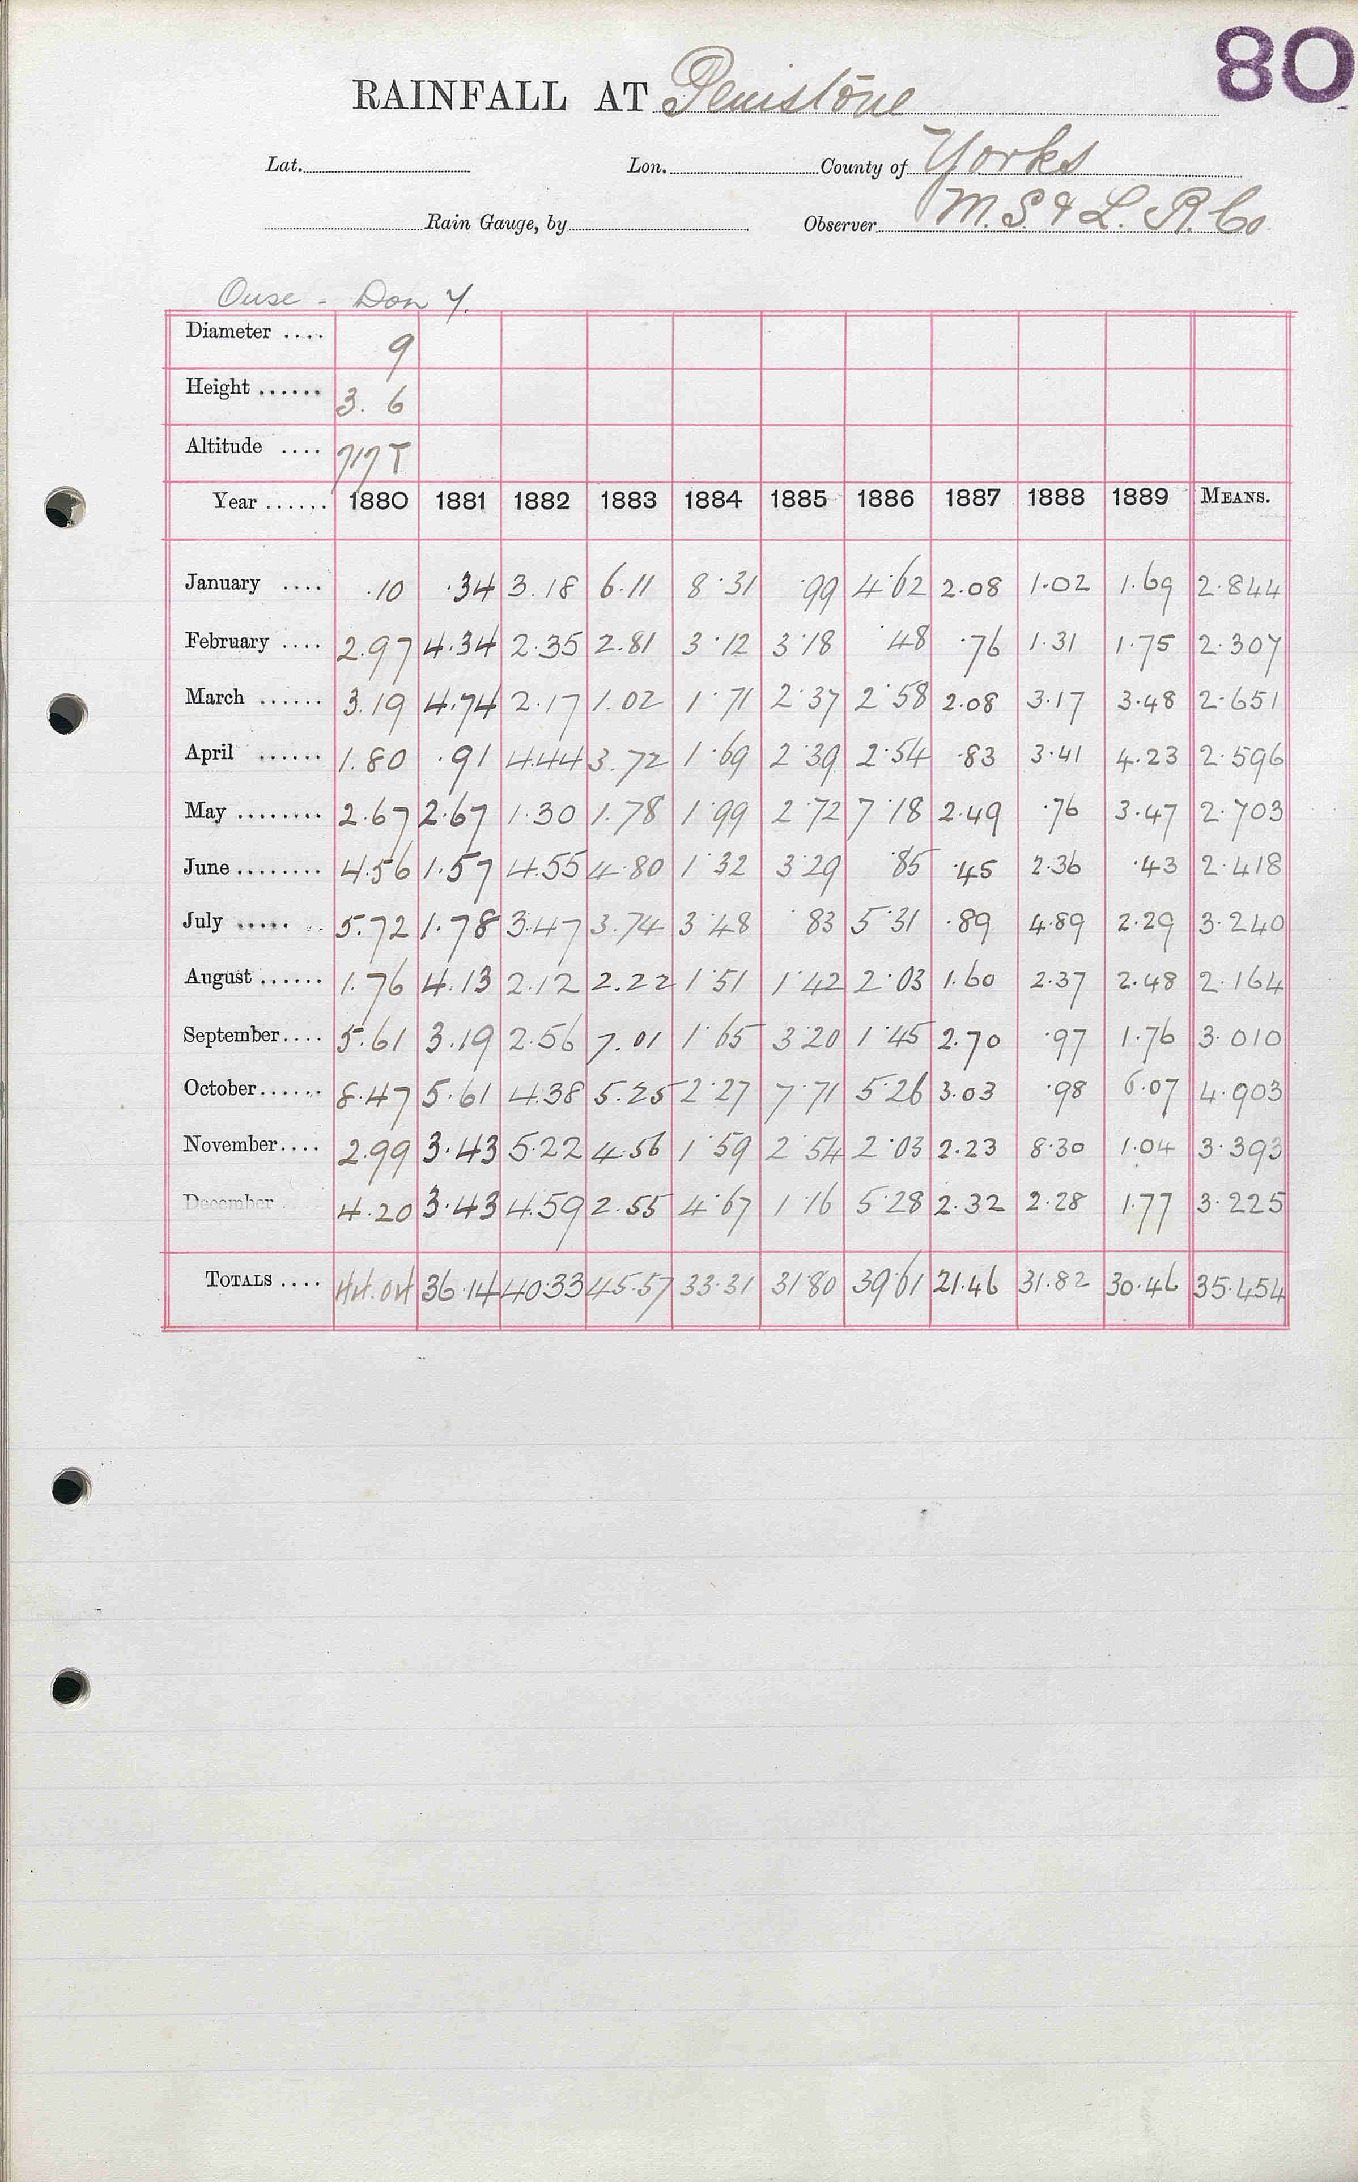 80
RAINFALL AT Penistone
Lat. Lon. County of Yorks
Rain Gauge, by Observer M. S. & L. R. Co
Ouse - Don Y.
Diameter .... 9
Height ...... 3. 6
Altitude .... 717 T
Year ...... 1880 1881 1882 1883 1884 1885 1886 1887 1888 1889 MEANS.
January .... .10 .34 3.18 6.11 8.31 .99 4.62 2.08 1.02 1.69 2.844
February .... 2.97 4.34 2.35 2.81 3.12 3.18 .48 .76 1.31 1.75 2.307
March ...... 3.19 4.74 2.17 1.02 1.71 2.37 2.58 2.08 3.17 3.48 2.651
April ...... 1.80 .91 4.44 3.72 1.69 2.39 2.54 .83 3.41 4.23 2.596
May ........ 2.67 2.67 1.30 1.78 1.99 2.72 7.18 2.49 .76 3.47 2.703
June ........ 4.56 1.57 4.55 4.80 1.32 3.29 .85 .45 2.36 .43 2.418
July ..... .. 5.72 1.78 3.47 3.74 3.48 .83 5.31 .89 4.89 2.29 3.240
August ...... 1.76 4.13 2.12 2.22 1.51 1.42 2.03 1.60 2.37 2.48 2.164
September .... 5.61 3.19 2.56 7.01 1.65 3.20 1.45 2.70 .97 1.76 3.010
October ...... 8.47 5.61 4.38 5.25 2.27 7.71 5.26 3.03 .98 6.07 4.903
November .... 2.99 3.43 5.22 4.56 1.59 2.54 2.03 2.23 8.30 1.04 3.393
December . 4.20 3.43 4.59 2.55 4.67 1.16 5.28 2.32 2.28 1.77 3.225
TOTALS .... 44.04 36.14 40.33 45.57 33.31 31.80 39.61 21.46 31.82 30.46 35.454